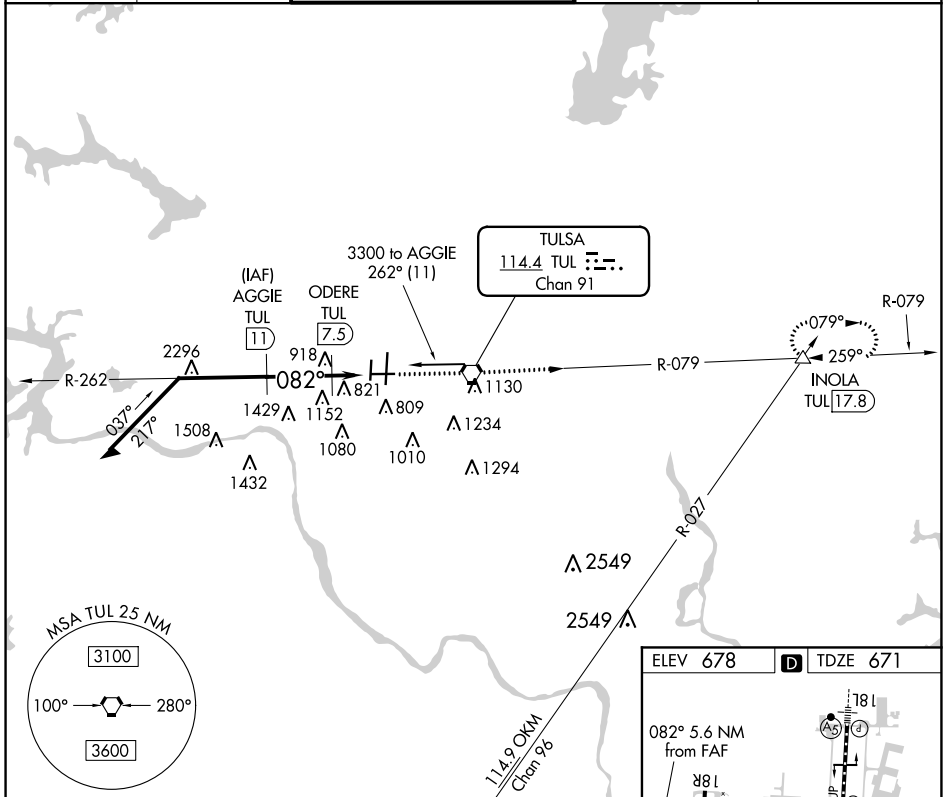 TULSA
114.4 TUL
Chan 91
3300 to AGGIE
262° (11)
(IAF)
AGGIE
TUL
11
ODERE
TUL
7.5
R-079
079°
259°
INOLA
TUL 17.8
R-079
2296
918
R-262
082°
821
1130
037°
217°
1429
1152
809
1508
1080
1234
1010
1432
1294
R-027
2549
2549
MSA TUL 25 NM
3100
100°
280°
3600
114.9 OKM
Chan 96
ELEV 678
D
TDZE 671
082° 5.6 NM
from FAF
18L
A5
P
18R
UP